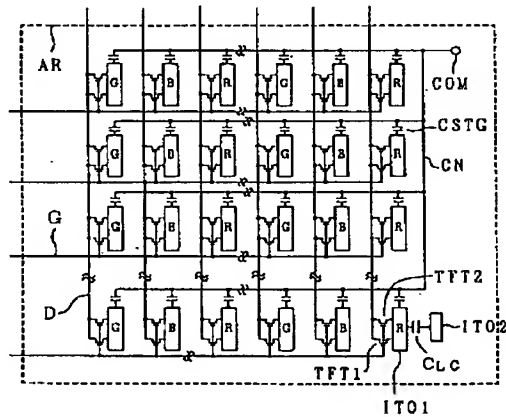 AR
G B R G B R
COM
CSTG
G B R G B R
CN
G B R G B R
G
TFT2
D
G B R G B R
ITO2
CLC
TFT1
ITO1